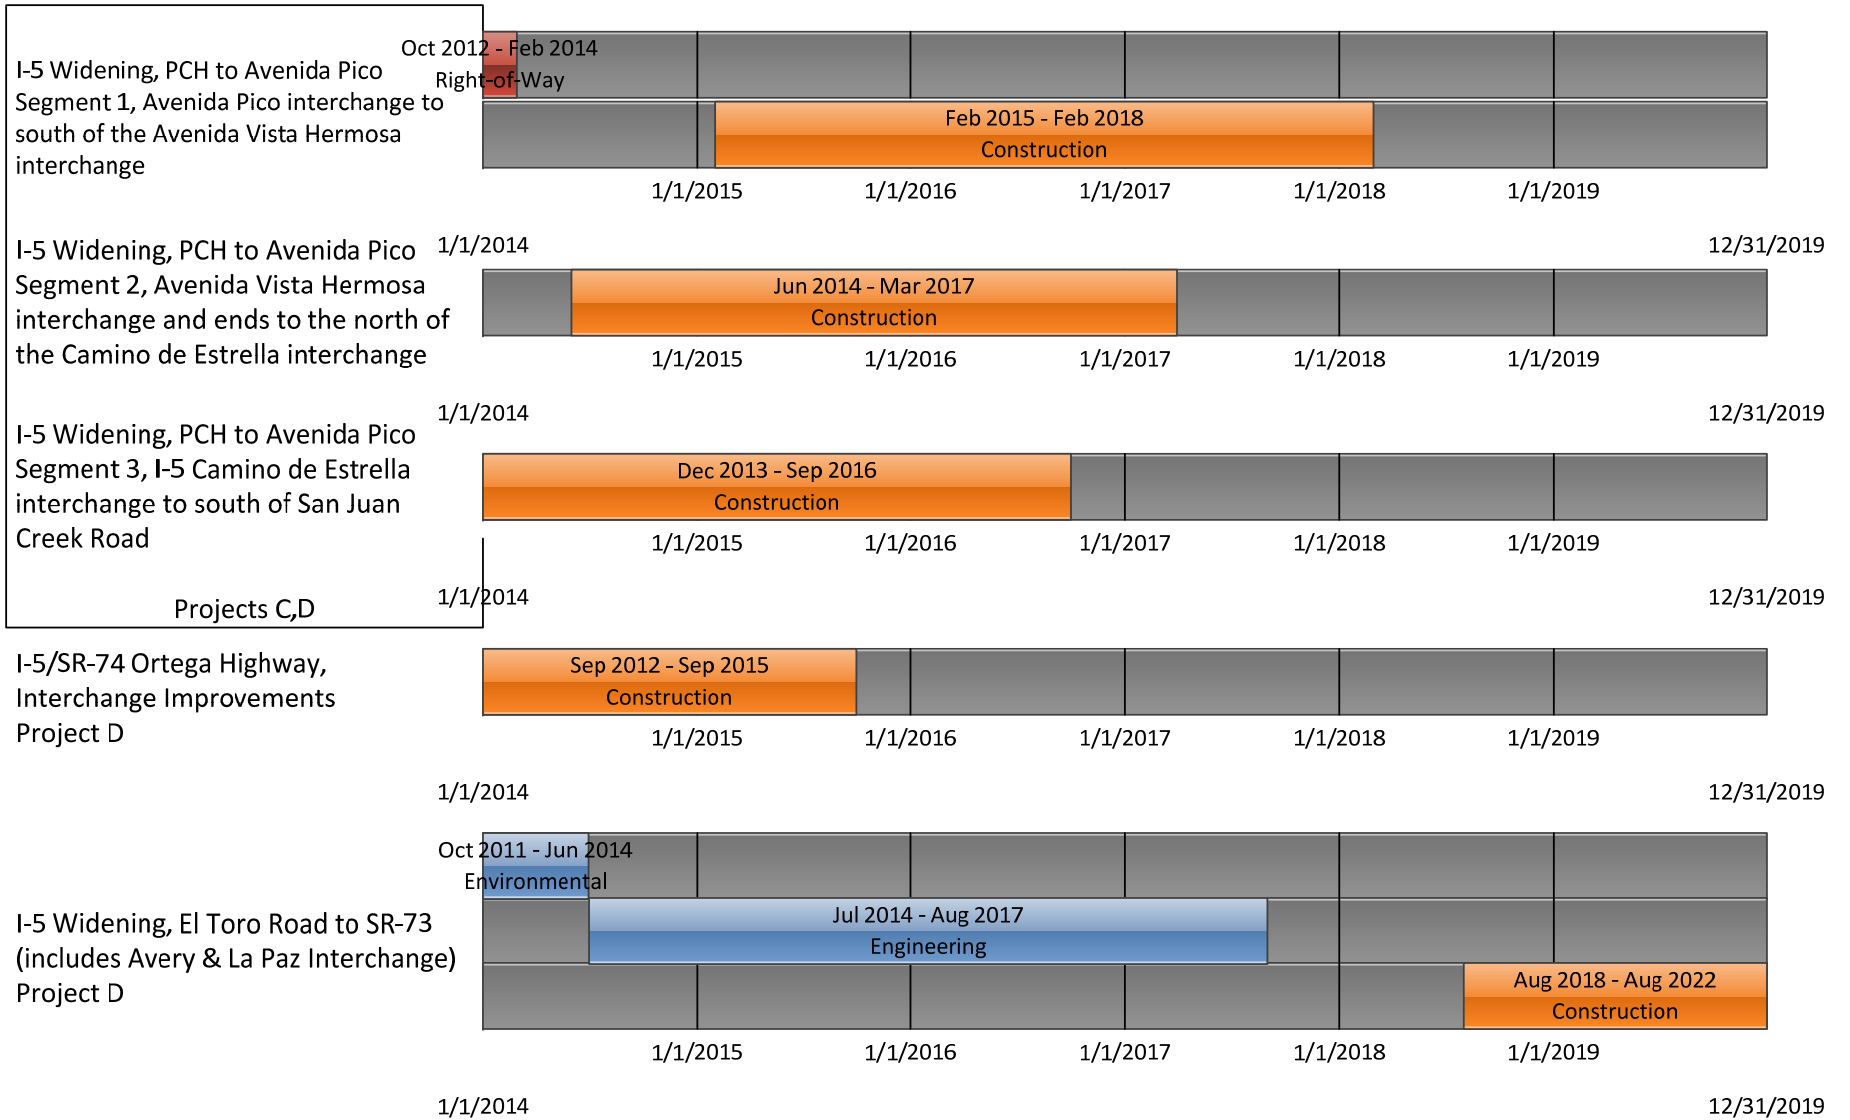 Oct 2012 - Feb 2014
Right-of-Way
I-5 Widening, PCH to Avenida Pico
Segment 1, Avenida Pico interchange to
south of the Avenida Vista Hermosa
interchange
Feb 2015 - Feb 2018
Construction
1/1/2015 1/1/2016 1/1/2017 1/1/2018 1/1/2019
1/1/2014 12/31/2019
I-5 Widening, PCH to Avenida Pico
Segment 2, Avenida Vista Hermosa
interchange and ends to the north of
the Camino de Estrella interchange
Jun 2014 - Mar 2017
Construction
1/1/2015 1/1/2016 1/1/2017 1/1/2018 1/1/2019
1/1/2014 12/31/2019
I-5 Widening, PCH to Avenida Pico
Segment 3, I-5 Camino de Estrella
interchange to south of San Juan
Creek Road
Dec 2013 - Sep 2016
Construction
1/1/2015 1/1/2016 1/1/2017 1/1/2018 1/1/2019
1/1/2014 12/31/2019
Projects C,D
I-5/SR-74 Ortega Highway,
Interchange Improvements
Project D
Sep 2012 - Sep 2015
Construction
1/1/2015 1/1/2016 1/1/2017 1/1/2018 1/1/2019
1/1/2014 12/31/2019
Oct 2011 - Jun 2014
Environmental
I-5 Widening, El Toro Road to SR-73
(includes Avery & La Paz Interchange)
Project D
Jul 2014 - Aug 2017
Engineering
Aug 2018 - Aug 2022
Construction
1/1/2015 1/1/2016 1/1/2017 1/1/2018 1/1/2019
1/1/2014 12/31/2019